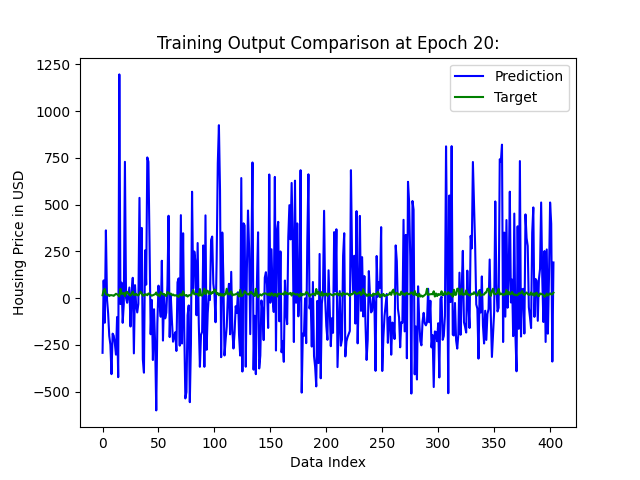 Training Output Comparison at Epoch 20:
Prediction
Target
Housing Price in USD
1250
1000
750
500
250
0
−250
−500
0 50 100 150 200 250 300 350 400
Data Index